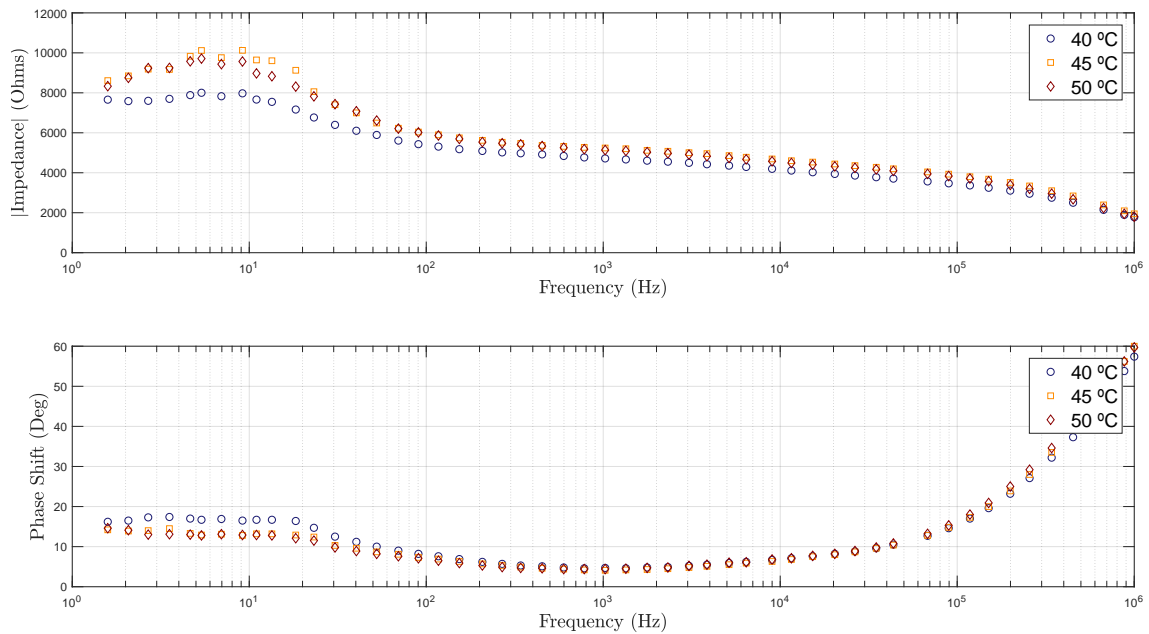 12000
10000
8000
6000
4000
2000
0
|Impedance| (Ohms)
40 ºC
45 ºC
50 ºC
10⁰ 10¹ 10² 10³ 10⁴ 10⁵ 10⁶
Frequency (Hz)
60
50
40
30
20
10
0
Phase Shift (Deg)
40 ºC
45 ºC
50 ºC
10⁰ 10¹ 10² 10³ 10⁴ 10⁵ 10⁶
Frequency (Hz)